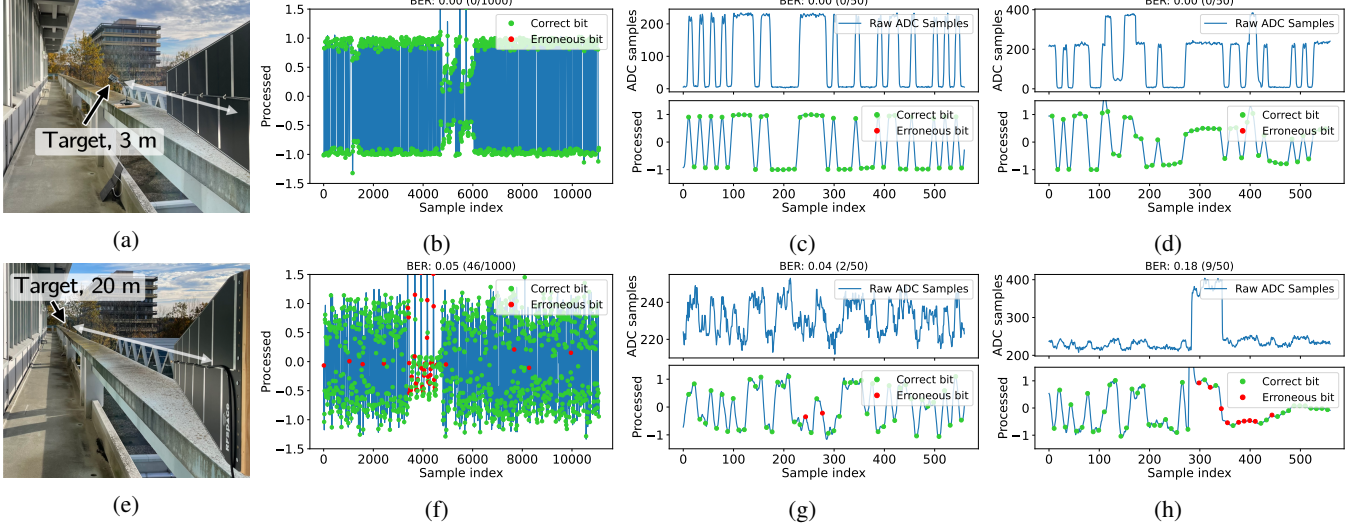 BER: 0.00 (0/1000)
BER: 0.00 (0/50)
BER: 0.00 (0/50)
Target, 3 m
(a)
1.5
1.0
0.5
0.0
−0.5
−1.0
−1.5
Processed
Correct bit
Erroneous bit
0 2000 4000 6000 8000 10000
Sample index
(b)
ADC samples
200
100
0
Raw ADC Samples
Processed
1
0
−1
Correct bit
Erroneous bit
0 100 200 300 400 500
Sample index
(c)
ADC samples
400
200
0
Raw ADC Samples
Processed
1
0
−1
Correct bit
Erroneous bit
0 200 400 600
100 300 500
Sample index
(d)
Target, 20 m
RFSPACE
(e)
BER: 0.05 (46/1000)
1.5
1.0
0.5
0.0
−0.5
−1.0
−1.5
Processed
Correct bit
Erroneous bit
0 2000 4000 6000 8000 10000
Sample index
(f)
BER: 0.04 (2/50)
ADC samples
240
220
Raw ADC Samples
Processed
1
0
−1
Correct bit
Erroneous bit
0 100 200 300 400 500
Sample index
(g)
BER: 0.18 (9/50)
ADC samples
400
300
200
Raw ADC Samples
Processed
1
0
−1
Correct bit
Erroneous bit
0 100 200 300 400 500
Sample index
(h)